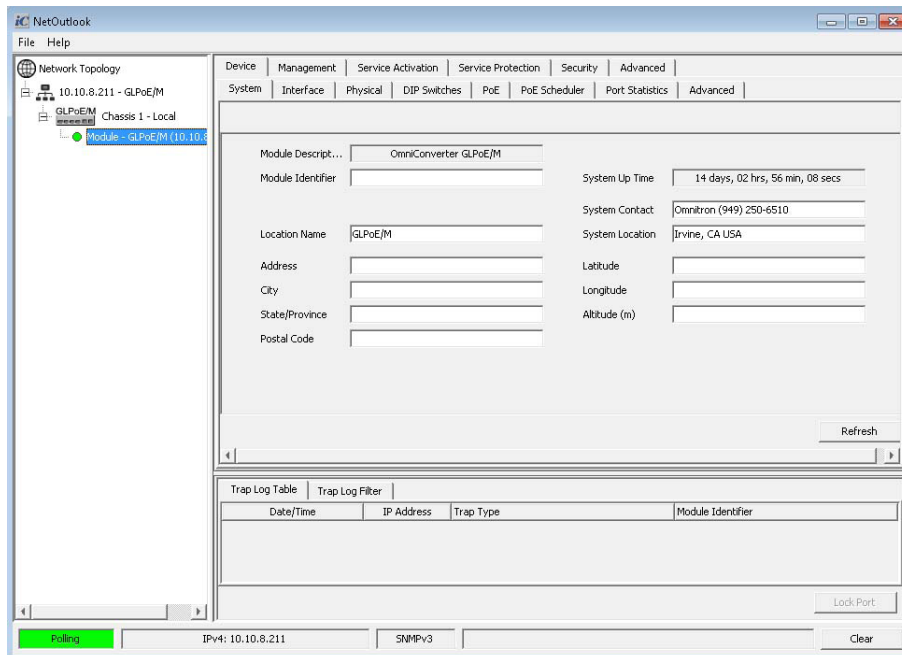 iC NetOutlook
File Help
Network Topology
10.10.8.211 - GLPoE/M
GLPoE/M Chassis 1 - Local
Module - GLPoE/M (10.10.8
Device Management Service Activation Service Protection Security Advanced
System Interface Physical DIP Switches PoE PoE Scheduler Port Statistics Advanced
Module Descript... OmniConverter GLPoE/M
Module Identifier System Up Time 14 days, 02 hrs, 56 min, 08 secs
System Contact Omnitron (949) 250-6510
Location Name GLPoE/M System Location Irvine, CA USA
Address Latitude
City Longitude
State/Province Altitude (m)
Postal Code
Refresh
Trap Log Table Trap Log Filter
Date/Time IP Address Trap Type Module Identifier
Lock Port
Polling IPv4: 10.10.8.211 SNMPv3 Clear